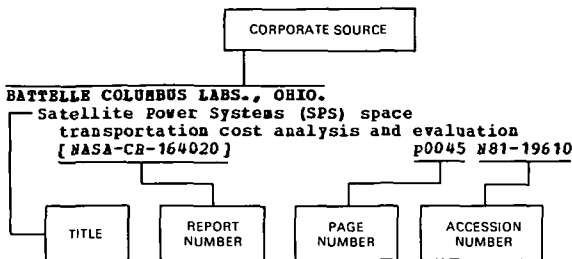 CORPORATE SOURCE
BATTELLE COLUMBUS LABS., OHIO.
Satellite Power Systems (SPS) space
transportation cost analysis and evaluation
[NASA-CR-164020] p0045 N81-19610
TITLE
REPORT
NUMBER
PAGE
NUMBER
ACCESSION
NUMBER